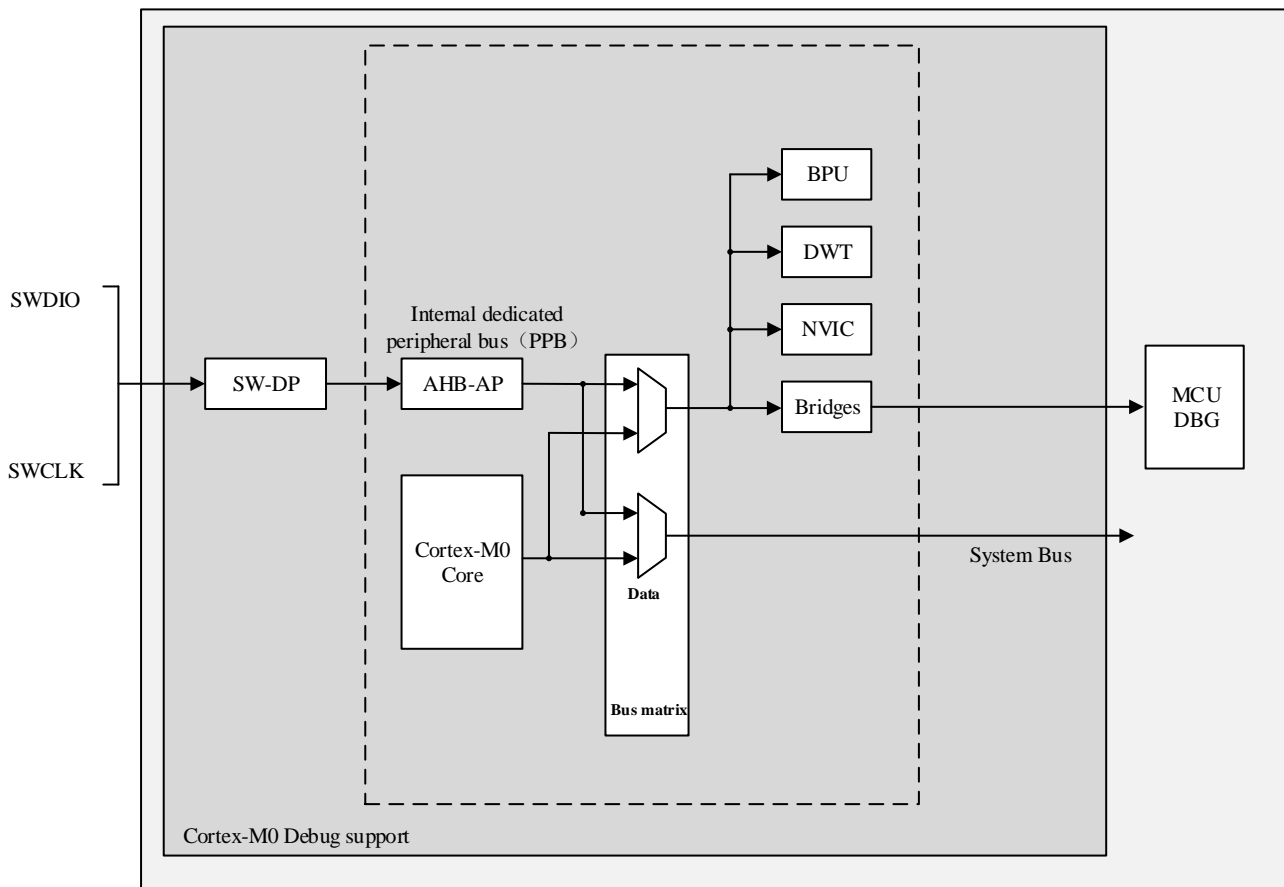 BPU
DWT
SWDIO
Internal dedicated
peripheral bus（PPB）
NVIC
SW-DP
AHB-AP
Bridges
MCU
DBG
SWCLK
Cortex-M0
Core
System Bus
Data
Bus matrix
Cortex-M0 Debug support